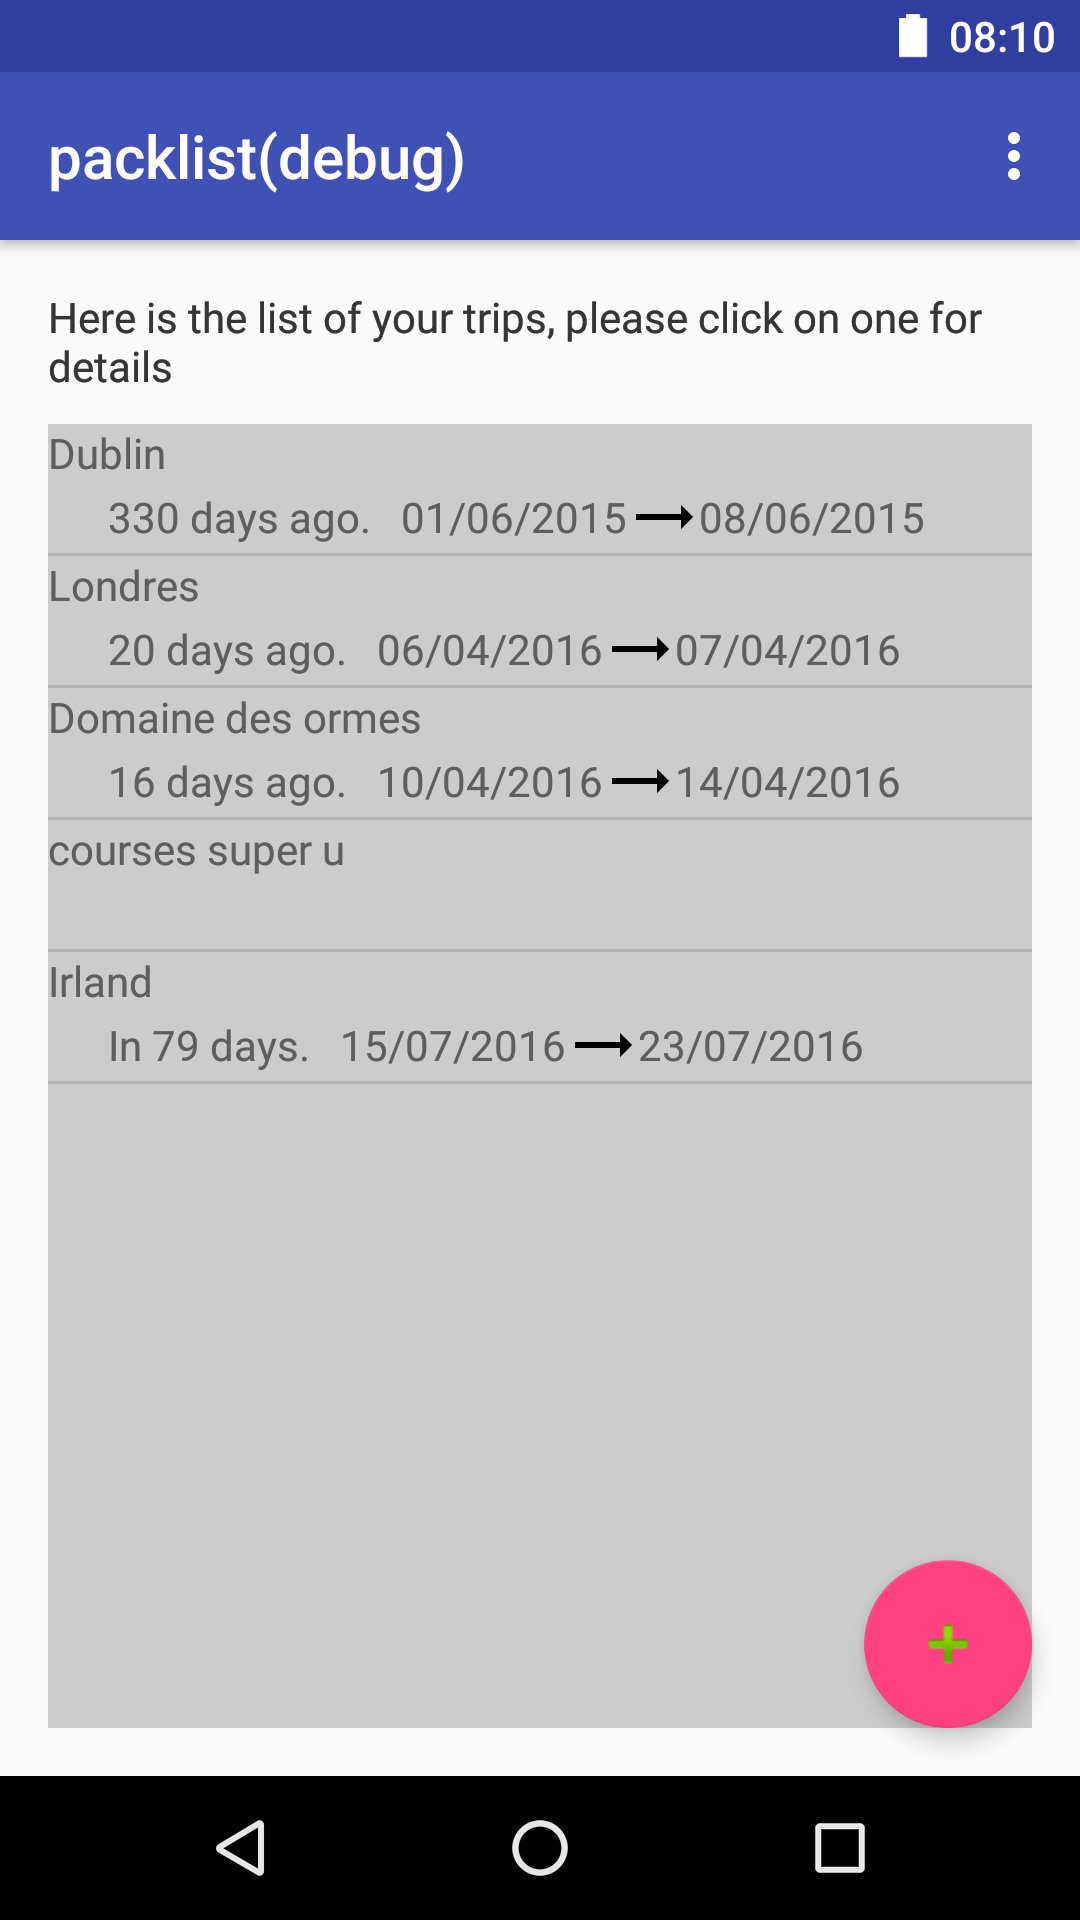 08:10
packlist(debug)
Here is the list of your trips, please click on one for
details
Dublin
330 days ago. 01/06/2015 08/06/2015
Londres
20 days ago. 06/04/2016 07/04/2016
Domaine des ormes
16 days ago. 10/04/2016 14/04/2016
courses super u
Irland
In 79 days. 15/07/2016 23/07/2016